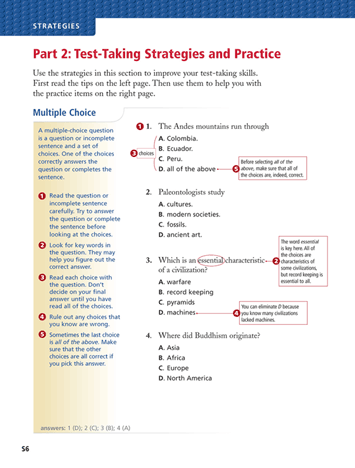 STRATEGIES
Part 2: Test-Taking Strategies and Practice
Use the strategies in this section to improve your test-taking skills.
First read the tips on the left page. Then use them to help you with
the practice items on the right page.
Multiple Choice
A multiple-choice question
is a question or incomplete
sentence and a set of
choices. One of the choices
correctly answers the
question or completes the
sentence.
1 Read the question or
incomplete sentence
carefully. Try to answer
the question or complete
the sentence before
looking at the choices.
2 Look for key words in
the question. They may
help you figure out the
correct answer.
3 Read each choice with
the question. Don't
decide on your final
answer until you have
read all of the choices.
4 Rule out any choices that
you know are wrong.
5 Sometimes the last choice
is all of the above. Make
sure that the other
choices are all correct if
you pick this answer.
1 1. The Andes mountains run through
3 choices
A. Colombia.
B. Ecuador.
C. Peru.
D. all of the above
5
Before selecting all of the
above, make sure that all of
the choices are, indeed, correct.
2. Paleontologists study
A. cultures.
B. modern societies.
C. fossils.
D. ancient art.
3. Which is an essential characteristic
of a civilization?
2
The word essential
is key here. All of
the choices are
characteristics of
some civilizations,
but record keeping is
essential to all.
A. warfare
B. record keeping
C. pyramids
D. machines
4
You can eliminate D because
you know many civilizations
lacked machines.
4. Where did Buddhism originate?
A. Asia
B. Africa
C. Europe
D. North America
answers: 1 (D); 2 (C); 3 (B); 4 (A)
S6